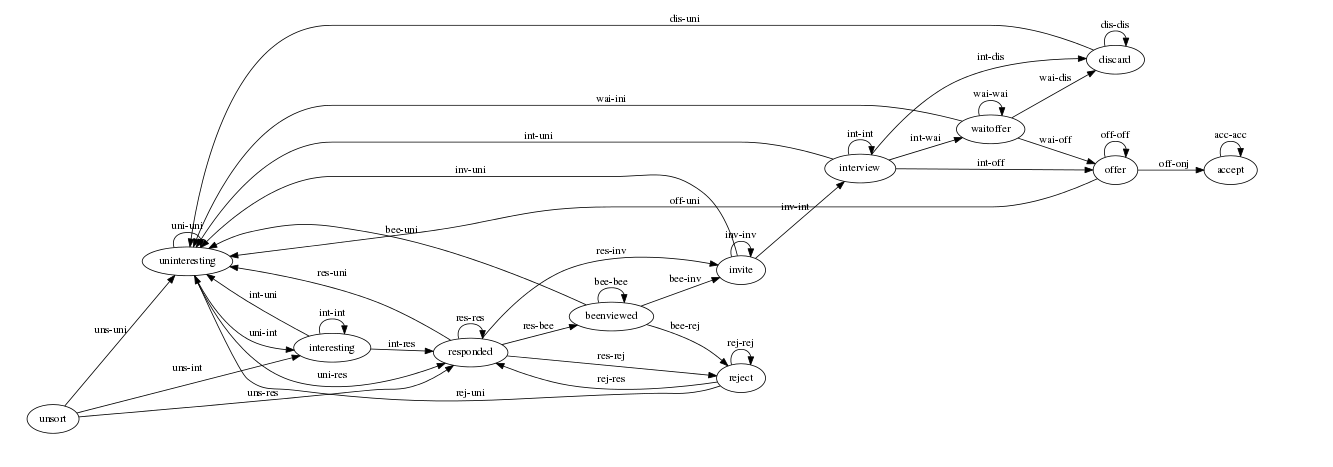 dis-uni
dis-dis
discard
int-dis
wai-dis
wai-ini
wai-wai
waitoffer
int-uni
int-int
int-wai
wai-off
off-off
acc-acc
interview
int-off
offer
off-onj
accept
inv-uni
off-uni
inv-int
uni-uni
bee-uni
inv-inv
uninteresting
res-uni
res-inv
invite
bee-bee
bee-inv
int-uni
beenviewed
int-int
res-res
res-bee
bee-rej
uns-uni
uni-int
interesting
int-res
responded
rej-rej
uns-int
uni-res
res-rej
rej-res
reject
uns-res
rej-uni
unsort